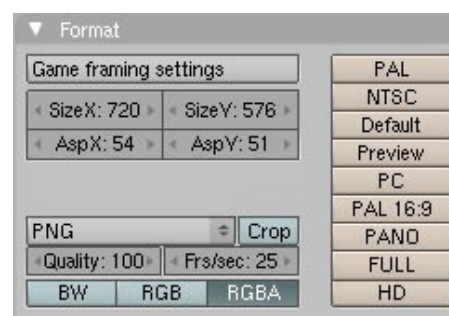 Format
Game framing settings
SizeX: 720 SizeY: 576
AspX: 54 AspY: 51
PNG Crop
Quality: 100 Frs/sec: 25
BW RGB RGBA
PAL
NTSC
Default
Preview
PC
PAL 16:9
PANO
FULL
HD